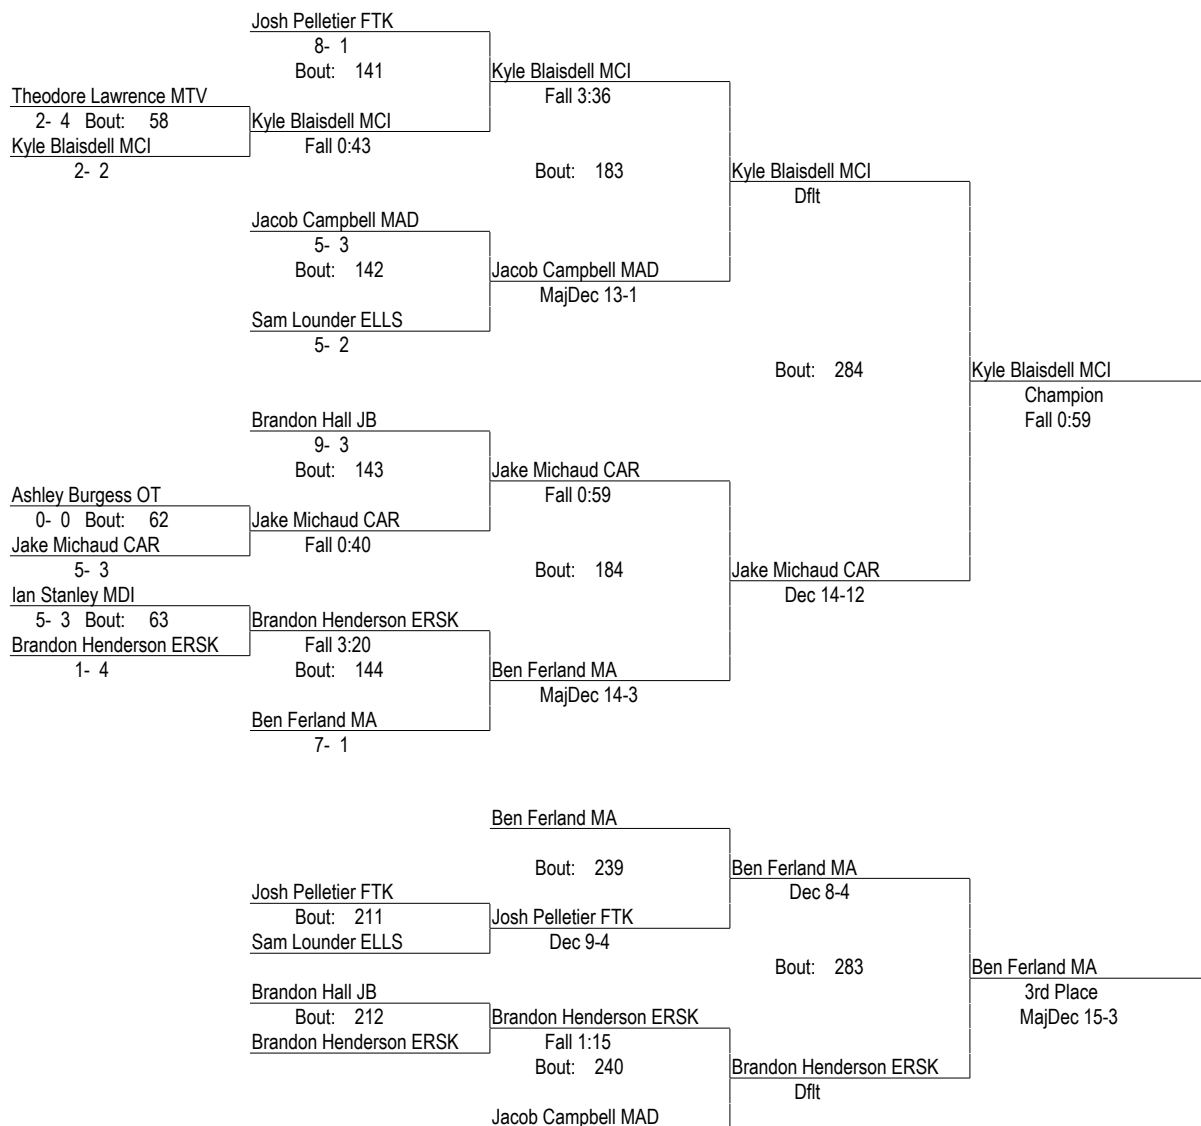 Josh Pelletier FTK
8- 1
Bout: 141
Kyle Blaisdell MCI
Fall 3:36
Theodore Lawrence MTV
2- 4 Bout: 58
Kyle Blaisdell MCI
Kyle Blaisdell MCI
Fall 0:43
2- 2
Bout: 183
Kyle Blaisdell MCI
Dflt
Jacob Campbell MAD
5- 3
Bout: 142
Jacob Campbell MAD
MajDec 13-1
Sam Lounder ELLS
5- 2
Bout: 284
Kyle Blaisdell MCI
Champion
Fall 0:59
Brandon Hall JB
9- 3
Bout: 143
Jake Michaud CAR
Fall 0:59
Ashley Burgess OT
0- 0 Bout: 62
Jake Michaud CAR
Jake Michaud CAR
Fall 0:40
5- 3
Bout: 184
Jake Michaud CAR
Dec 14-12
Ian Stanley MDI
5- 3 Bout: 63
Brandon Henderson ERSK
Brandon Henderson ERSK
Fall 3:20
1- 4
Bout: 144
Ben Ferland MA
MajDec 14-3
Ben Ferland MA
7- 1
Ben Ferland MA
Bout: 239
Ben Ferland MA
Dec 8-4
Josh Pelletier FTK
Bout: 211
Josh Pelletier FTK
Sam Lounder ELLS
Dec 9-4
Bout: 283
Ben Ferland MA
3rd Place
MajDec 15-3
Brandon Hall JB
Bout: 212
Brandon Henderson ERSK
Brandon Henderson ERSK
Fall 1:15
Bout: 240
Brandon Henderson ERSK
Dflt
Jacob Campbell MAD